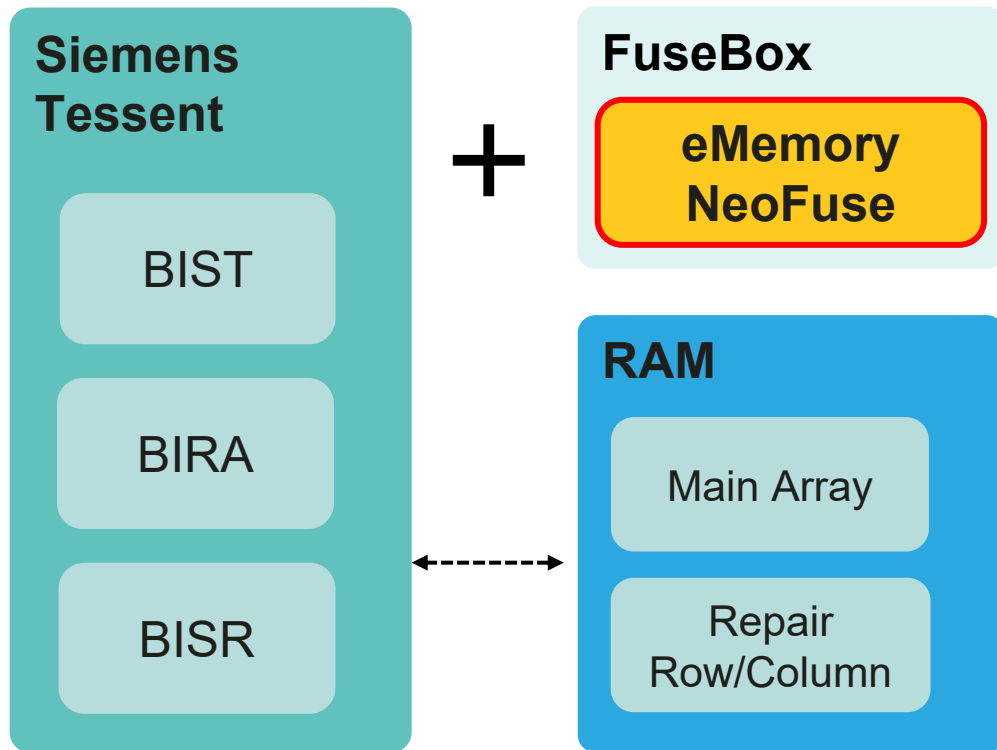 Siemens
Tessent
BIST
BIRA
BISR
+
FuseBox
eMemory
NeoFuse
RAM
Main Array
Repair
Row/Column